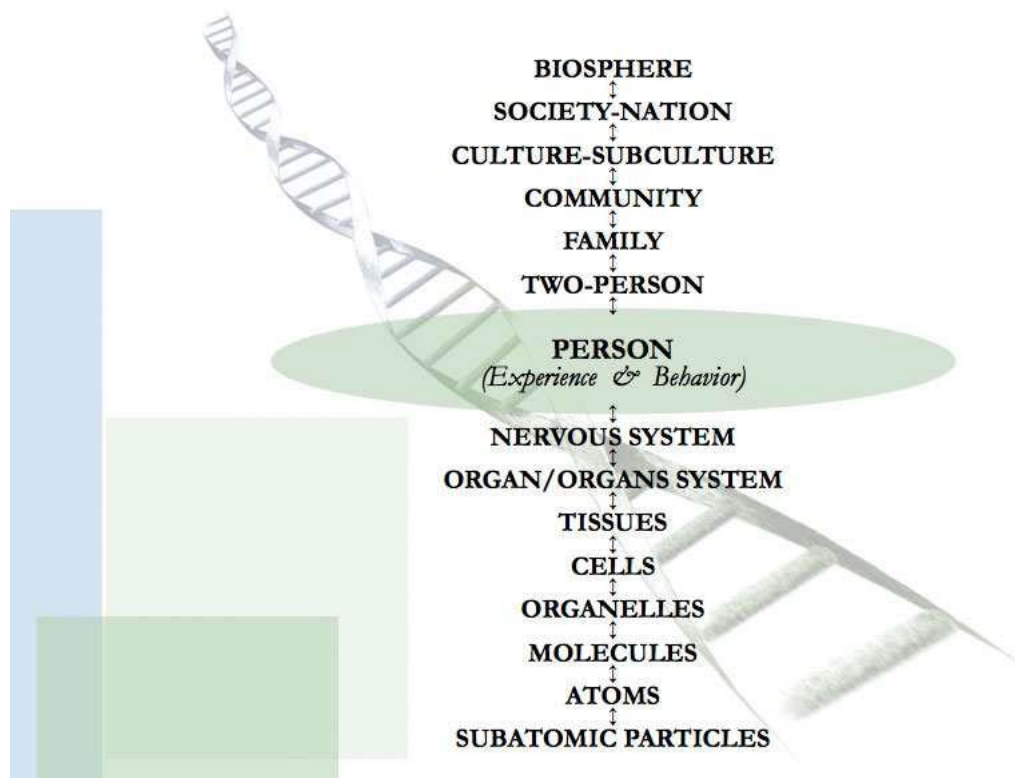 BIOSPHERE
↕
SOCIETY-NATION
↕
CULTURE-SUBCULTURE
↕
COMMUNITY
↕
FAMILY
↕
TWO-PERSON
↕
PERSON
(Experience & Behavior)
↕
NERVOUS SYSTEM
↕
ORGAN/ORGANS SYSTEM
↕
TISSUES
↕
CELLS
↕
ORGANELLES
↕
MOLECULES
↕
ATOMS
↕
SUBATOMIC PARTICLES